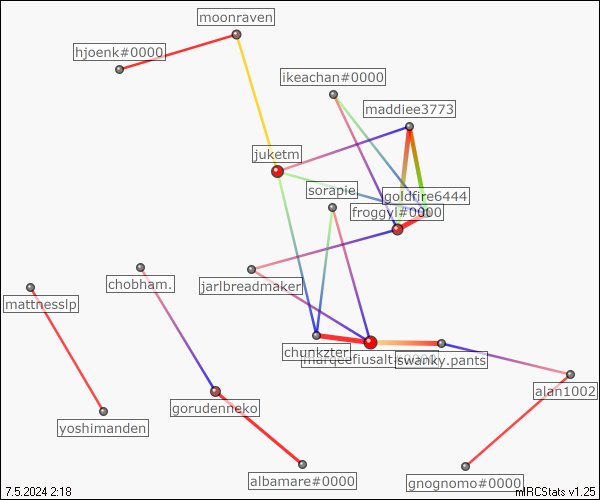 moonraven
hjoenk#0000
ikeachan#0000
maddiee3773
juketm
sorapie
goldfire6444
froggyl#0000
jarlbreadmaker
chobham.
mattnesslp
chunkzter
swanky.pants
alan1002
gorudenneko
yoshimanden
albamare#0000
gnognomo#0000
7.5.2024 2:18
mIRCStats v1.25